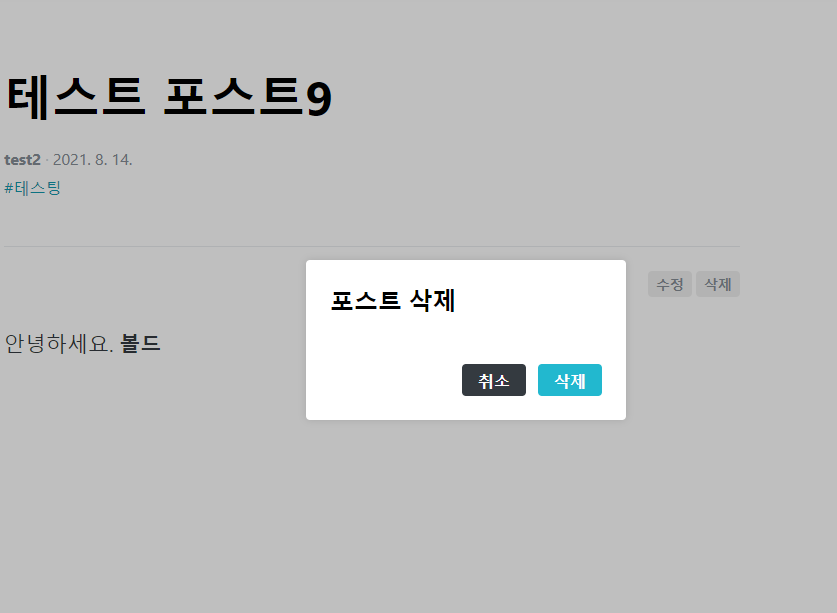 테스트 포스트9
test2 · 2021. 8. 14.
#테스팅
수정 삭제
포스트 삭제
안녕하세요. 볼드
취소 삭제